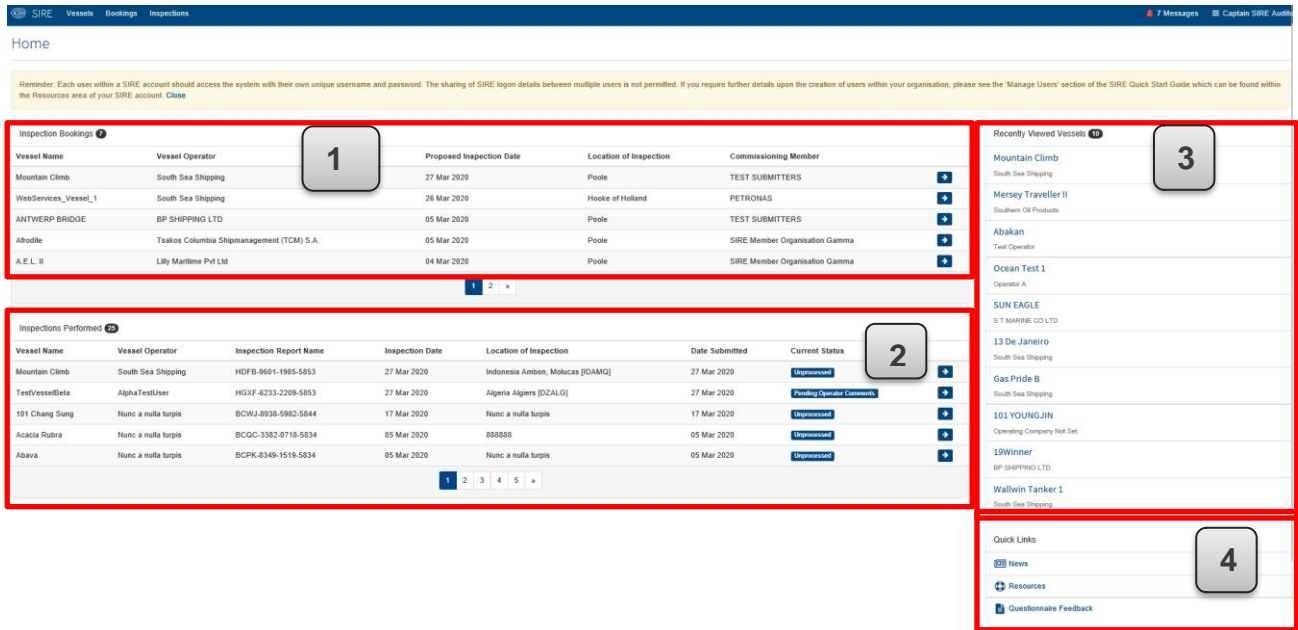 OCIMF SIRE Vessels Bookings Inspections 7 Messages Captain SIRE Audito
Home
Reminder: Each user within a SIRE account should access the system with their own unique username and password. The sharing of SIRE logon details between multiple users is not permitted. If you require further details upon the creation of users within your organisation, please see the 'Manage Users' section of the SIRE Quick Start Guide which can be found within
the Resources area of your SIRE account. Close
Inspection Bookings 7
1
Vessel Name Vessel Operator Proposed Inspection Date Location of Inspection Commissioning Member
Mountain Climb South Sea Shipping 27 Mar 2020 Poole TEST SUBMITTERS
WebServices_Vessel_1 South Sea Shipping 26 Mar 2020 Hooke of Holland PETRONAS
ANTWERP BRIDGE BP SHIPPING LTD 05 Mar 2020 Poole TEST SUBMITTERS
Afrodite Tsakos Columbia Shipmanagement (TCM) S.A. 05 Mar 2020 Poole SIRE Member Organisation Gamma
A.E.L. II Lilly Maritime Pvt Ltd 04 Mar 2020 Poole SIRE Member Organisation Gamma
1 2 »
Inspections Performed 25
2
Vessel Name Vessel Operator Inspection Report Name Inspection Date Location of Inspection Date Submitted Current Status
Mountain Climb South Sea Shipping HDFB-9601-1985-5853 27 Mar 2020 Indonesia Ambon, Molucas [IDAMQ] 27 Mar 2020 Unprocessed
TestVesselBeta AlphaTestUser HGXF-6233-2209-5853 27 Mar 2020 Algeria Algiers [DZALG] 27 Mar 2020 Pending Operator Comments
101 Chang Sung Nunc a nulla turpis BCWJ-8938-5982-5844 17 Mar 2020 Nunc a nulla turpis 17 Mar 2020 Unprocessed
Acacia Rubra Nunc a nulla turpis BCQC-3382-0718-5834 05 Mar 2020 888888 05 Mar 2020 Unprocessed
Abava Nunc a nulla turpis BCPK-8349-1519-5834 05 Mar 2020 Nunc a nulla turpis 05 Mar 2020 Unprocessed
1 2 3 4 5 »
Recently Viewed Vessels 10
3
Mountain Climb
South Sea Shipping
Mersey Traveller II
Southern Oil Products
Abakan
Test Operator
Ocean Test 1
Operator A
SUN EAGLE
S T MARINE CO LTD
13 De Janeiro
South Sea Shipping
Gas Pride B
South Sea Shipping
101 YOUNGJIN
Operating Company Not Set
19Winner
BP SHIPPING LTD
Wallwin Tanker 1
South Sea Shipping
Quick Links
4
News
Resources
Questionnaire Feedback